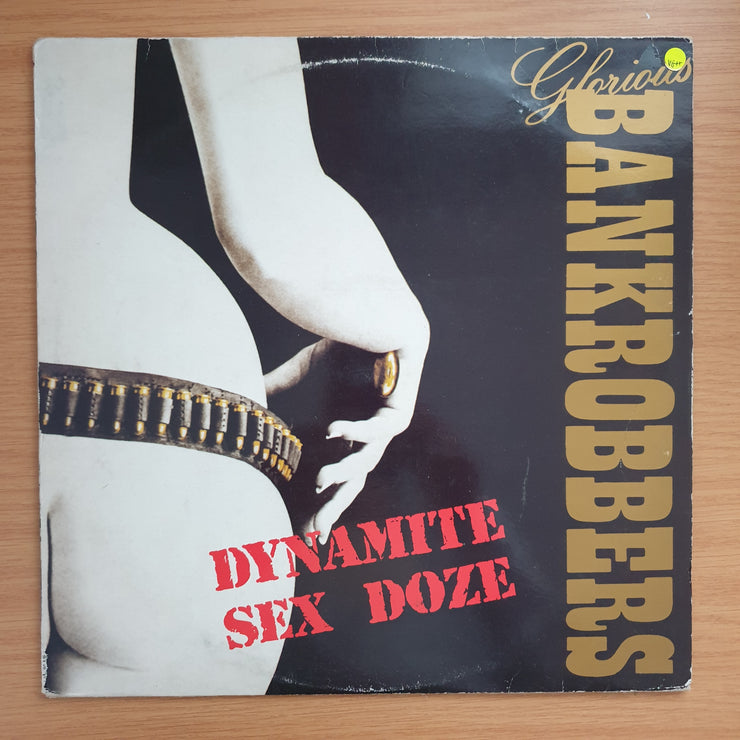 Glorious
BANKROBBERS
DYNAMITE
SEX DOZE